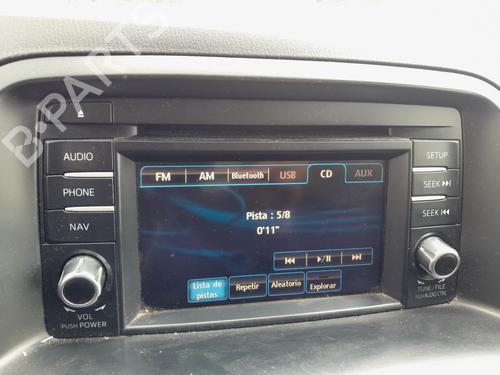 B-PARTS
AUDIO
PHONE
NAV
VOL
PUSH POWER
FM AM Bluetooth USB CD AUX
Pista : 5/8
0'11"
Lista de
pistas
Repetir Aleatorio Explorar
SETUP
SEEK
SEEK
TUNE/FILE
PUSH AUDIO CTRL